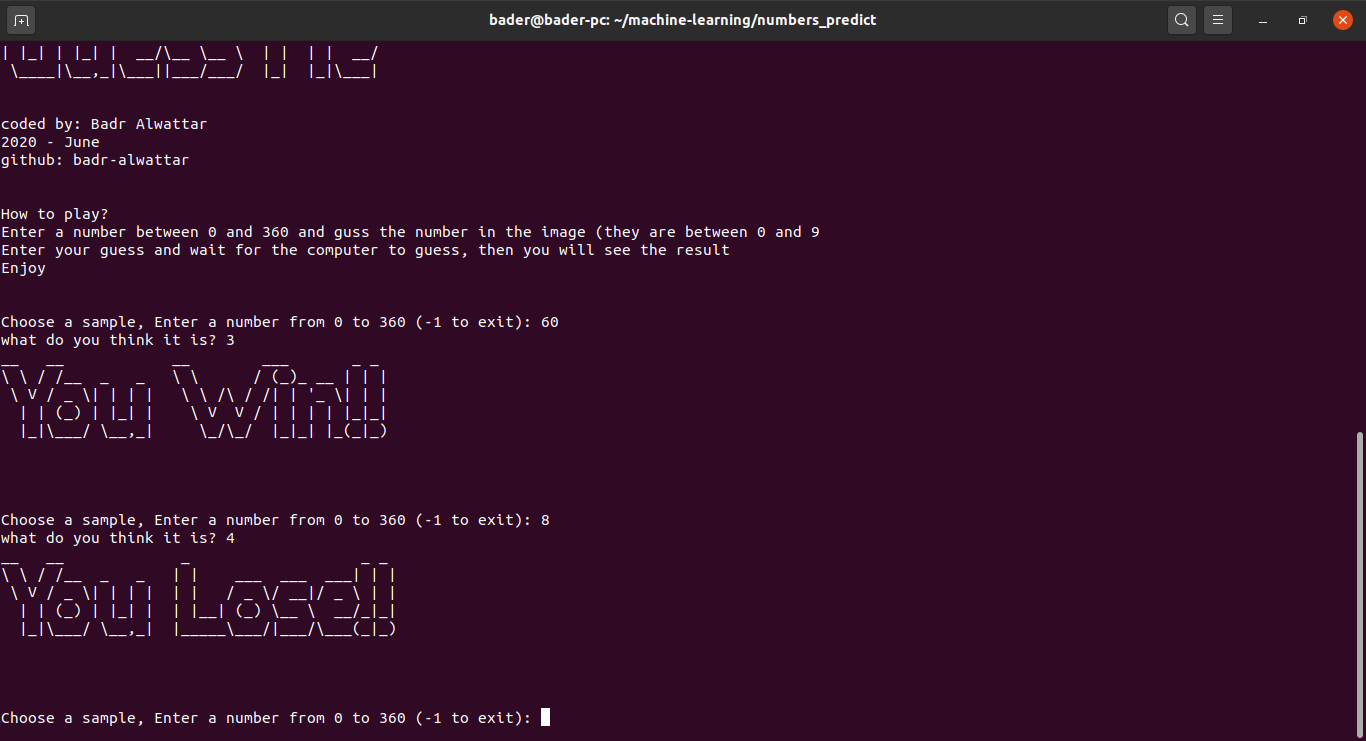 bader@bader-pc: ~/machine-learning/numbers_predict
Guess The
coded by: Badr Alwattar
2020 - June
github: badr-alwattar
How to play?
Enter a number between 0 and 360 and guss the number in the image (they are between 0 and 9
Enter your guess and wait for the computer to guess, then you will see the result
Enjoy
Choose a sample, Enter a number from 0 to 360 (-1 to exit): 60
what do you think it is? 3
You Win!!
Choose a sample, Enter a number from 0 to 360 (-1 to exit): 8
what do you think it is? 4
You Lose!!
Choose a sample, Enter a number from 0 to 360 (-1 to exit):